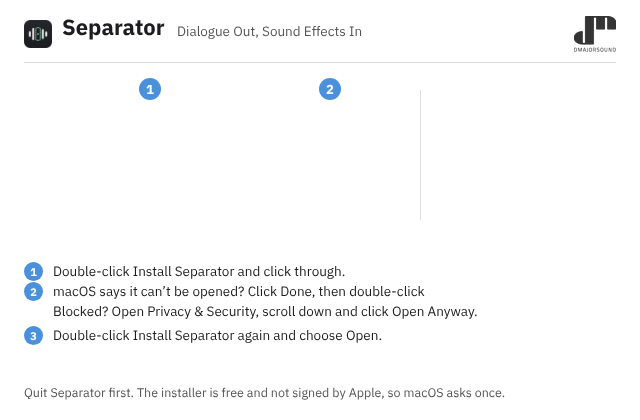 Separator Dialogue Out, Sound Effects In
DMAJORSOUND
1 2
1 Double-click Install Separator and click through.
2 macOS says it can’t be opened? Click Done, then double-click
Blocked? Open Privacy & Security, scroll down and click Open Anyway.
3 Double-click Install Separator again and choose Open.
Quit Separator first. The installer is free and not signed by Apple, so macOS asks once.